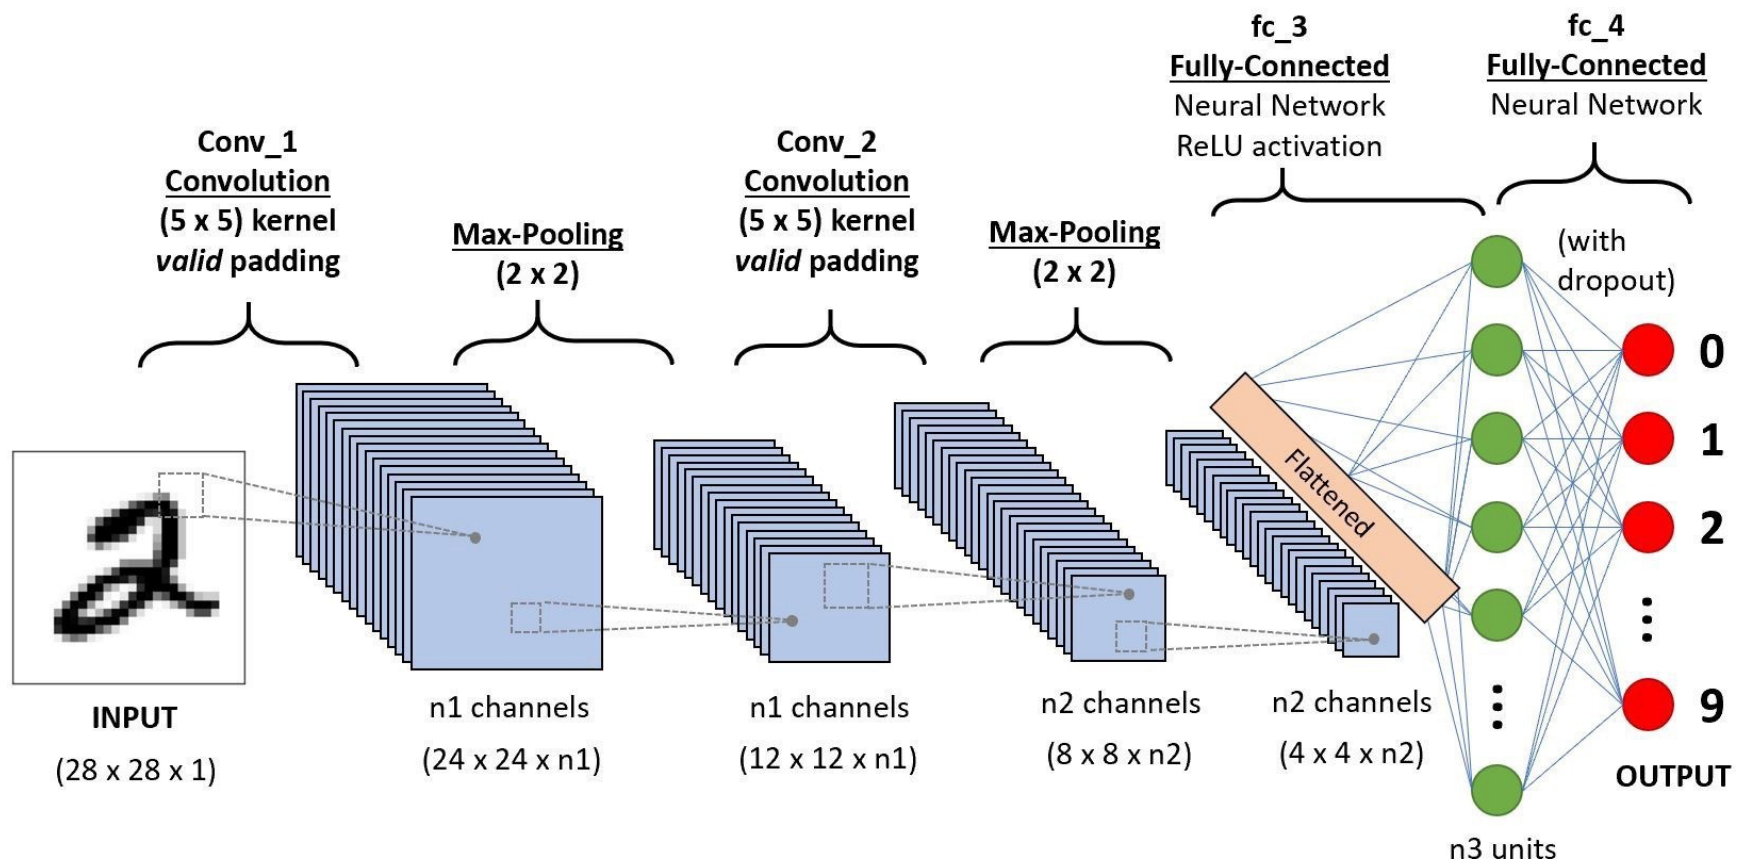 Conv_1
Convolution
(5 x 5) kernel
valid padding
Max-Pooling
(2 x 2)
Conv_2
Convolution
(5 x 5) kernel
valid padding
Max-Pooling
(2 x 2)
fc_3
Fully-Connected
Neural Network
ReLU activation
fc_4
Fully-Connected
Neural Network
(with
dropout)
2
INPUT
(28 x 28 x 1)
n1 channels
(24 x 24 x n1)
n1 channels
(12 x 12 x n1)
n2 channels
(8 x 8 x n2)
n2 channels
(4 x 4 x n2)
Flattened
n3 units
0
1
2
⋮
9
OUTPUT